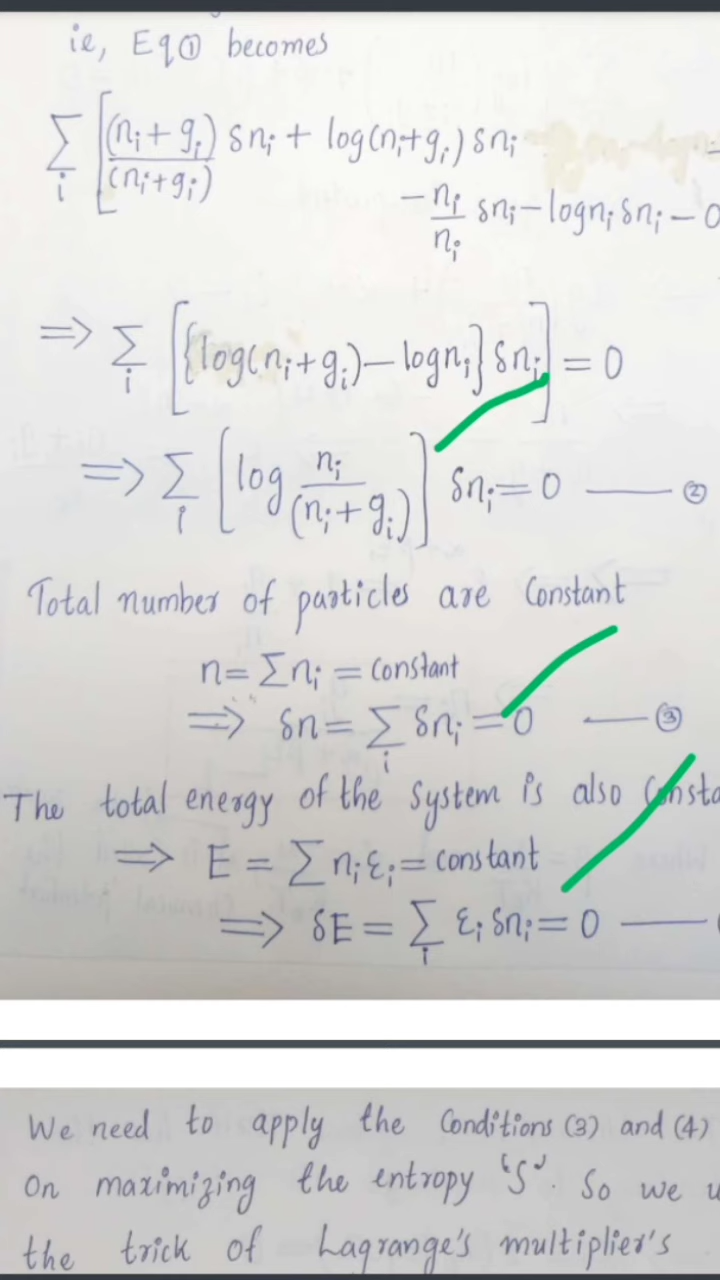 ie, Eq① becomes
∑i [(ni+gi)/(ni+gi) δni + log(ni+gi) δni =
− ni/ni δni − log ni δni − 0
⇒ ∑i [{log(ni+gi) − log ni} δni] = 0
⇒ ∑i [log ni/(ni+gi)] δni = 0 —— ②
Total number of particles are Constant
n = ∑ni = constant
⇒ δn = ∑i δni = 0 —— ③
The total energy of the System is also Consta
⇒ E = ∑ niεi = constant
⇒ δE = ∑i εi δni = 0 ——
We need to apply the Conditions (3) and (4)
On maximizing the entropy 'S'. So we u
the trick of Lagrange's multiplier's